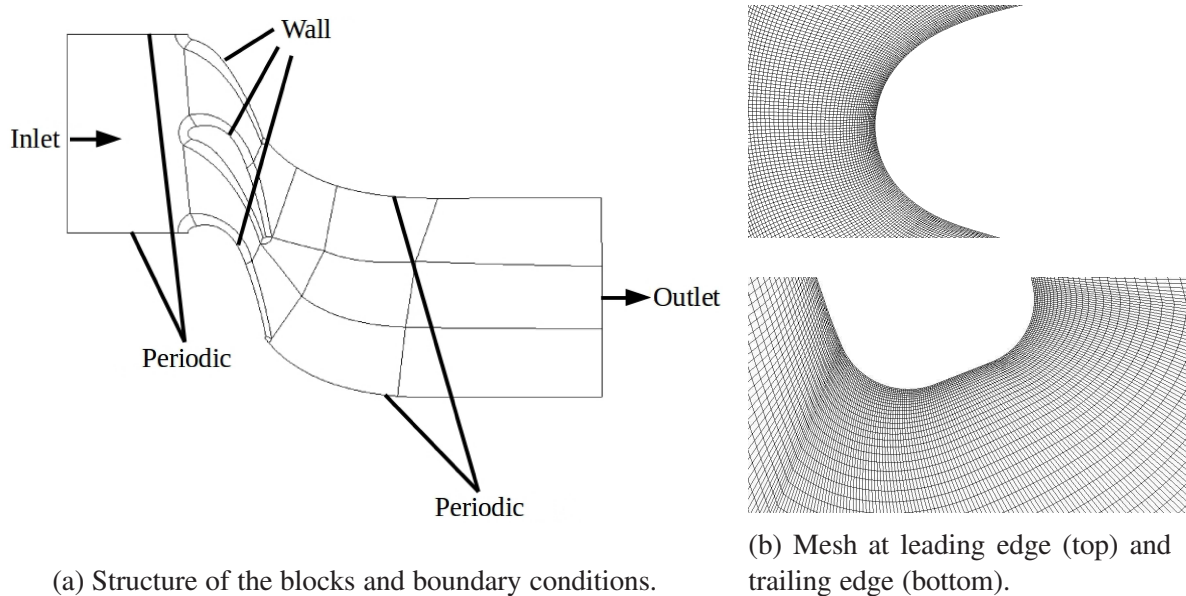 Wall
Inlet
Outlet
Periodic
Periodic
(a) Structure of the blocks and boundary conditions.
(b) Mesh at leading edge (top) and
trailing edge (bottom).